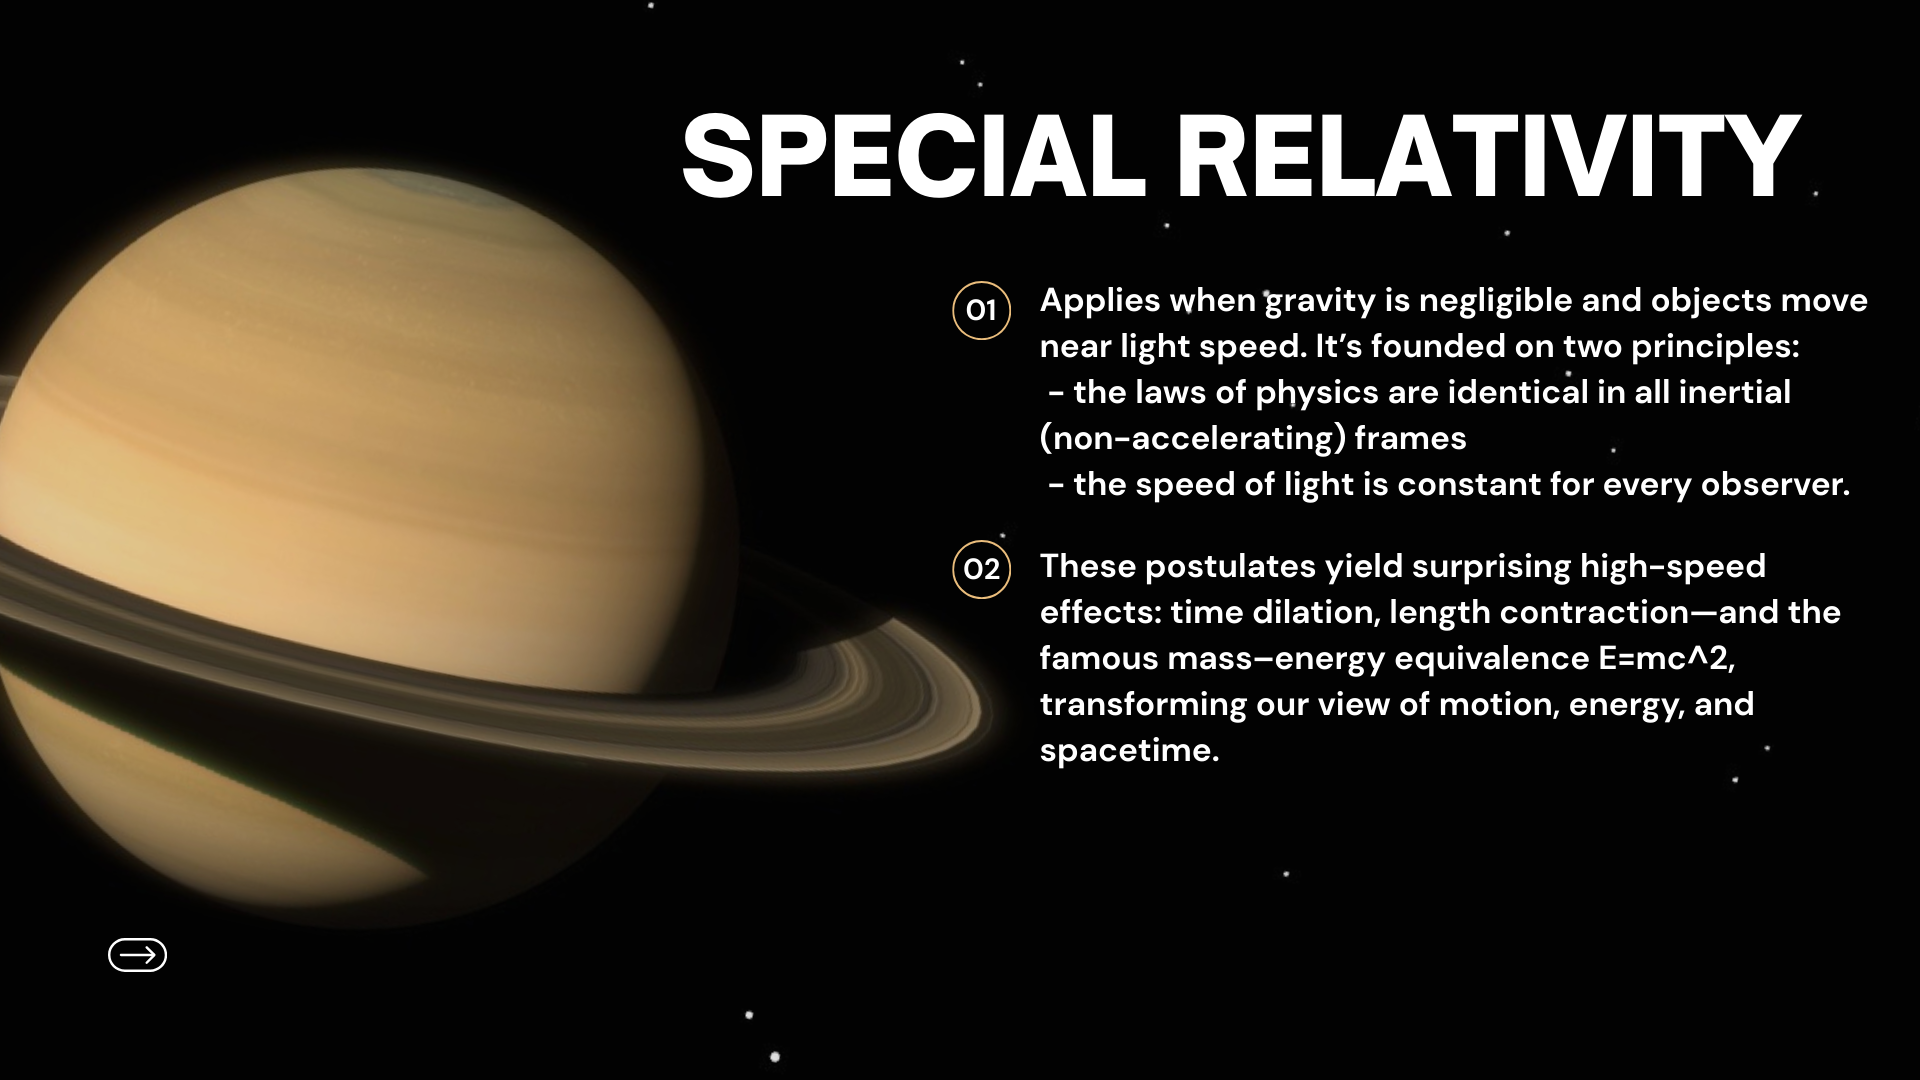 SPECIAL RELATIVITY
01
Applies when gravity is negligible and objects move
near light speed. It’s founded on two principles:
- the laws of physics are identical in all inertial
(non-accelerating) frames
- the speed of light is constant for every observer.
02
These postulates yield surprising high-speed
effects: time dilation, length contraction—and the
famous mass–energy equivalence E=mc^2,
transforming our view of motion, energy, and
spacetime.